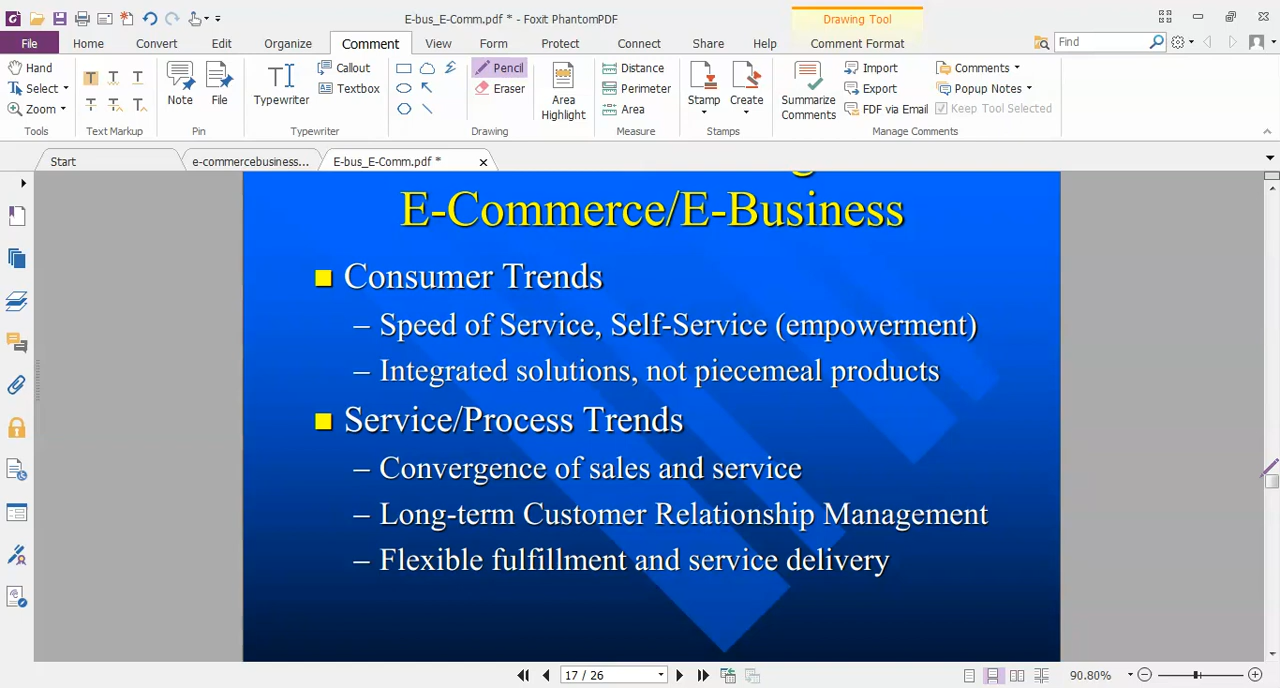 E-bus_E-Comm.pdf * - Foxit PhantomPDF
Drawing Tool
File Home Convert Edit Organize Comment View Form Protect Connect Share Help Comment Format
Find
Hand
Select
Zoom
Tools
Text Markup
Note
File
Pin
Typewriter
Callout
Textbox
Typewriter
Pencil
Eraser
Drawing
Area
Highlight
Distance
Perimeter
Area
Measure
Stamp
Create
Stamps
Summarize
Comments
Import
Export
FDF via Email
Comments
Popup Notes
Keep Tool Selected
Manage Comments
Start
e-commercebusiness...
E-bus_E-Comm.pdf *
E-Commerce/E-Business
Consumer Trends
– Speed of Service, Self-Service (empowerment)
– Integrated solutions, not piecemeal products
Service/Process Trends
– Convergence of sales and service
– Long-term Customer Relationship Management
– Flexible fulfillment and service delivery
17 / 26
90.80%